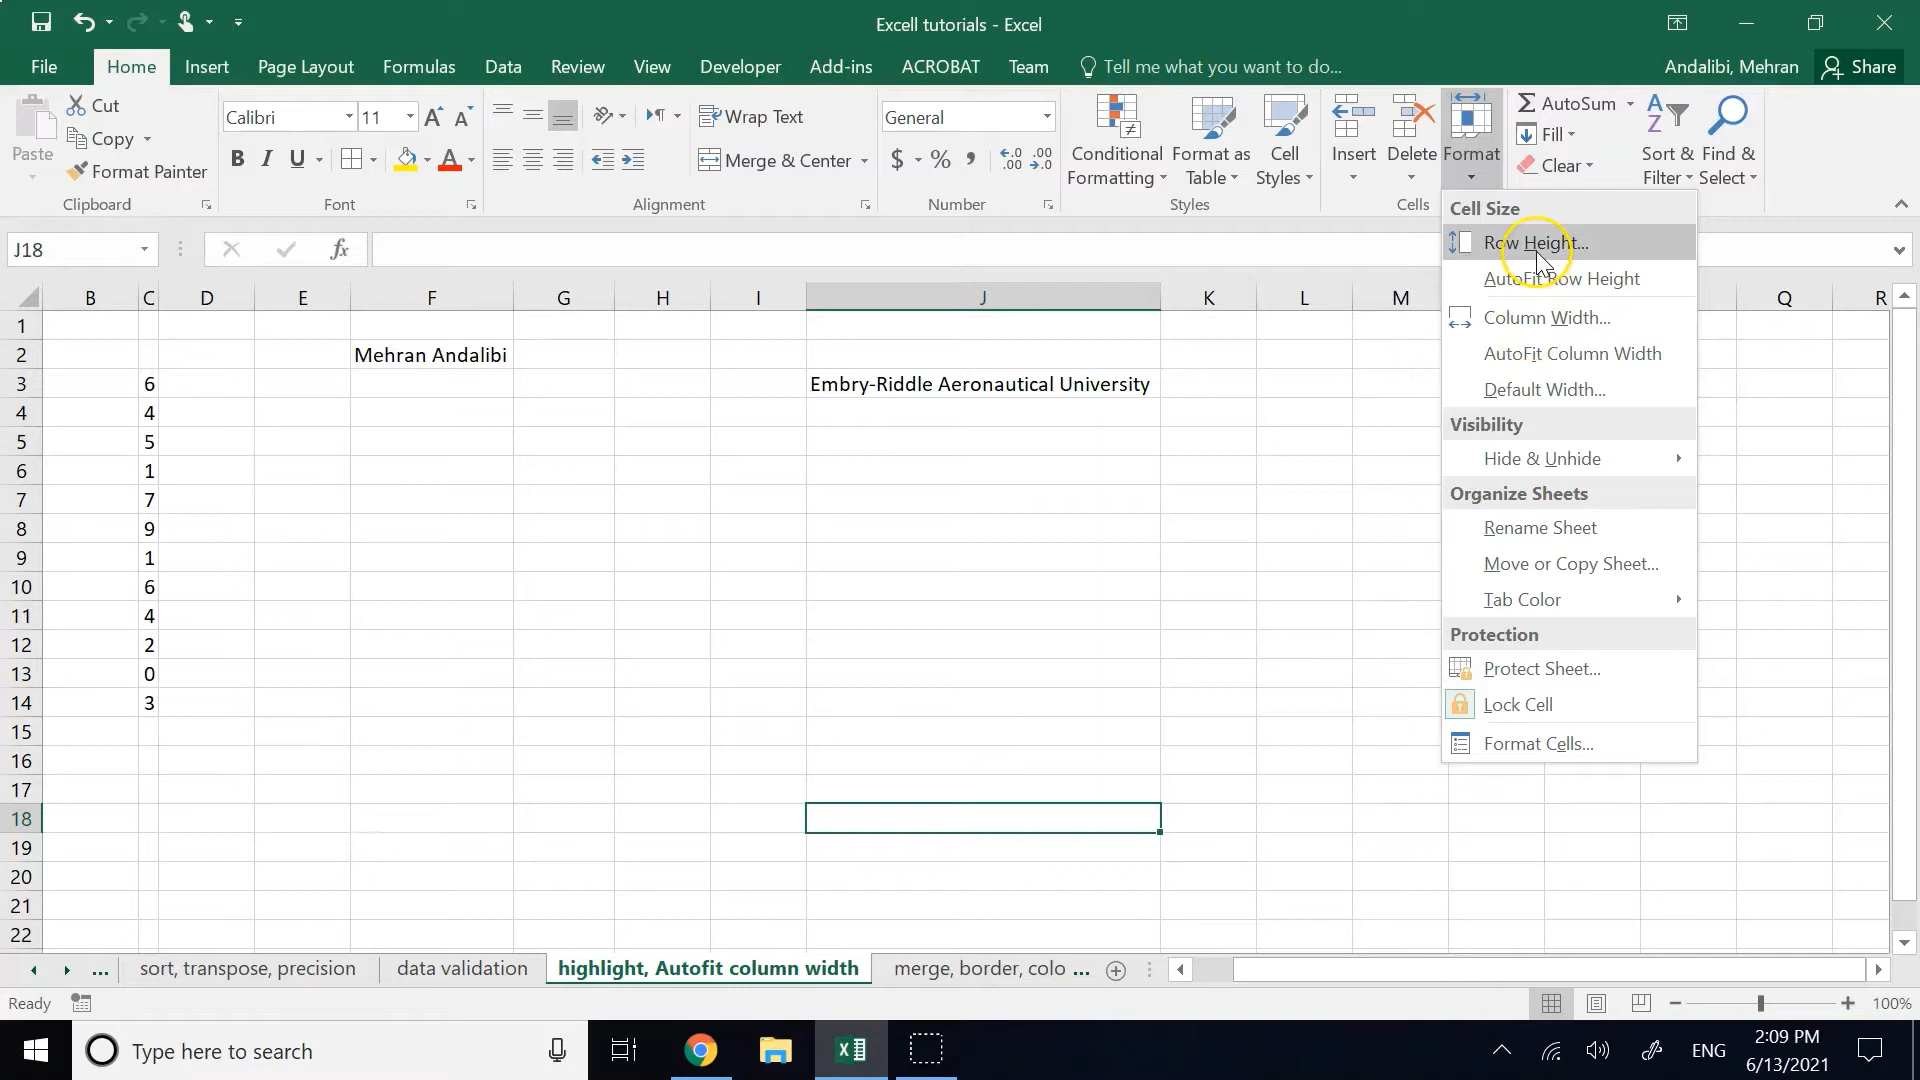 Excell tutorials - Excel
File Home Insert Page Layout Formulas Data Review View Developer Add-ins ACROBAT Team Tell me what you want to do... Andalibi, Mehran Share
Paste
Cut
Copy
Format Painter
Clipboard
Calibri 11
B I U A
Font
Wrap Text
Merge & Center
Alignment
General
$ % , .0 .00 .00 .0
Number
Conditional Formatting
Format as Table
Cell Styles
Styles
Insert
Delete
Format
Cells
AutoSum
Fill
Clear
Sort & Filter
Find & Select
Cell Size
Row Height...
AutoFit Row Height
Column Width...
AutoFit Column Width
Default Width...
Visibility
Hide & Unhide
Organize Sheets
Rename Sheet
Move or Copy Sheet...
Tab Color
Protection
Protect Sheet...
Lock Cell
Format Cells...
J18 fx
B C D E F G H I J K L M Q R
1
2 Mehran Andalibi
3 6 Embry-Riddle Aeronautical University
4 4
5 5
6 1
7 7
8 9
9 1
10 6
11 4
12 2
13 0
14 3
15
16
17
18
19
20
21
22
... sort, transpose, precision data validation highlight, Autofit column width merge, border, colo ...
Ready 100%
Type here to search
ENG
2:09 PM
6/13/2021